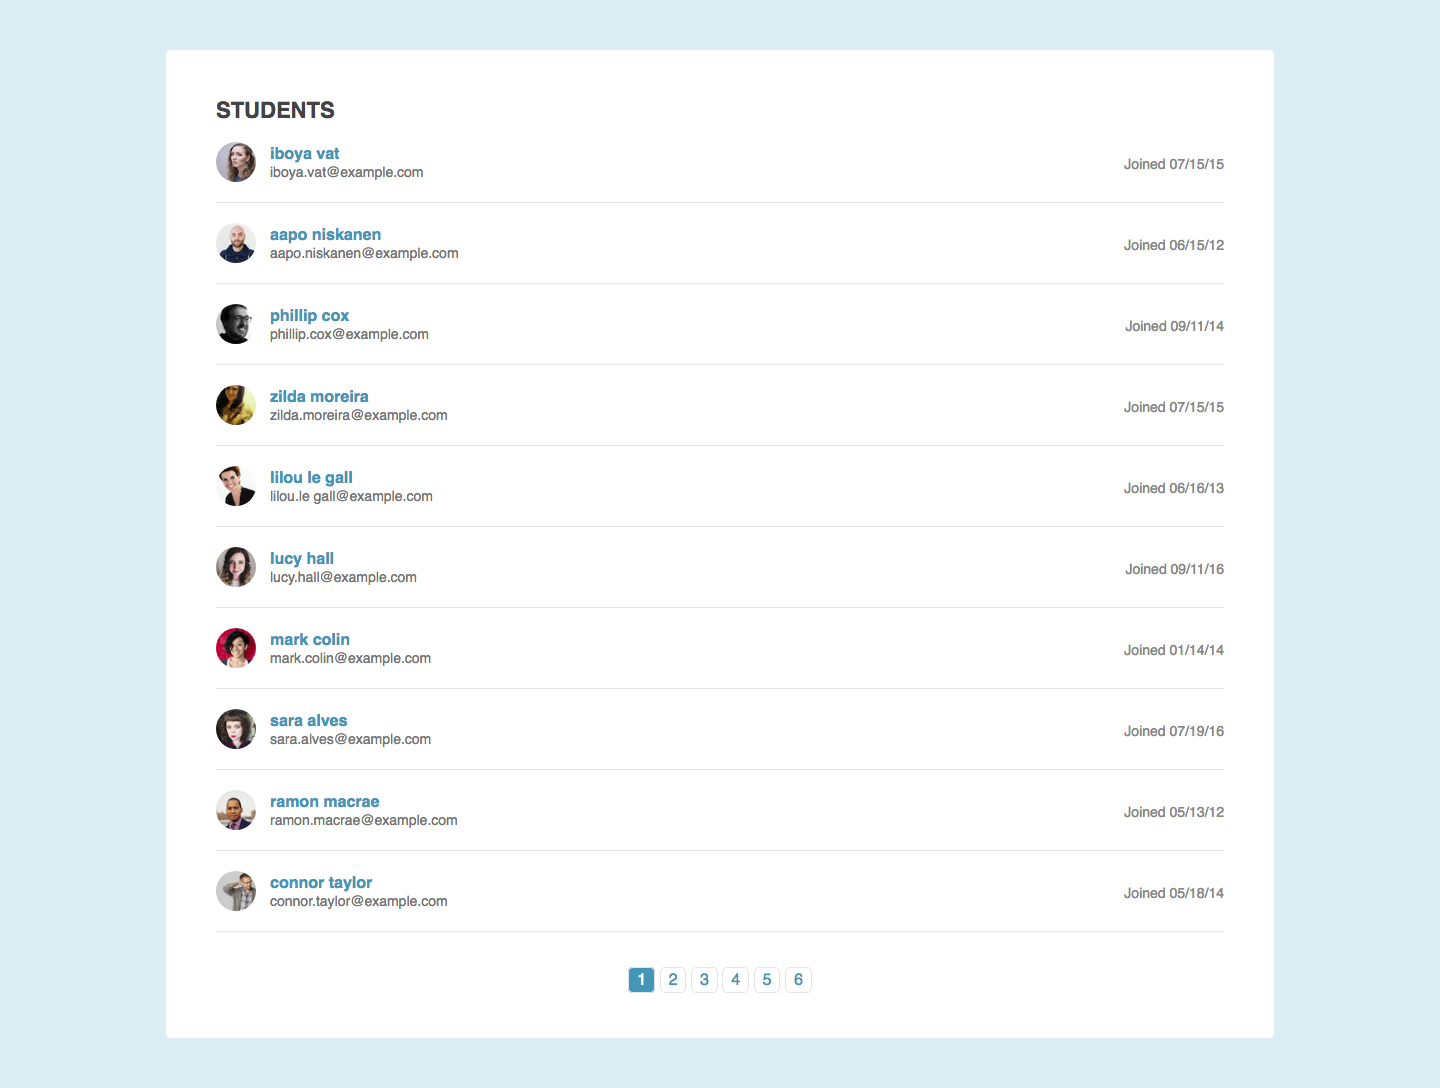 STUDENTS
iboya vat
iboya.vat@example.com
Joined 07/15/15
aapo niskanen
aapo.niskanen@example.com
Joined 06/15/12
phillip cox
phillip.cox@example.com
Joined 09/11/14
zilda moreira
zilda.moreira@example.com
Joined 07/15/15
lilou le gall
lilou.le gall@example.com
Joined 06/16/13
lucy hall
lucy.hall@example.com
Joined 09/11/16
mark colin
mark.colin@example.com
Joined 01/14/14
sara alves
sara.alves@example.com
Joined 07/19/16
ramon macrae
ramon.macrae@example.com
Joined 05/13/12
connor taylor
connor.taylor@example.com
Joined 05/18/14
1 2 3 4 5 6